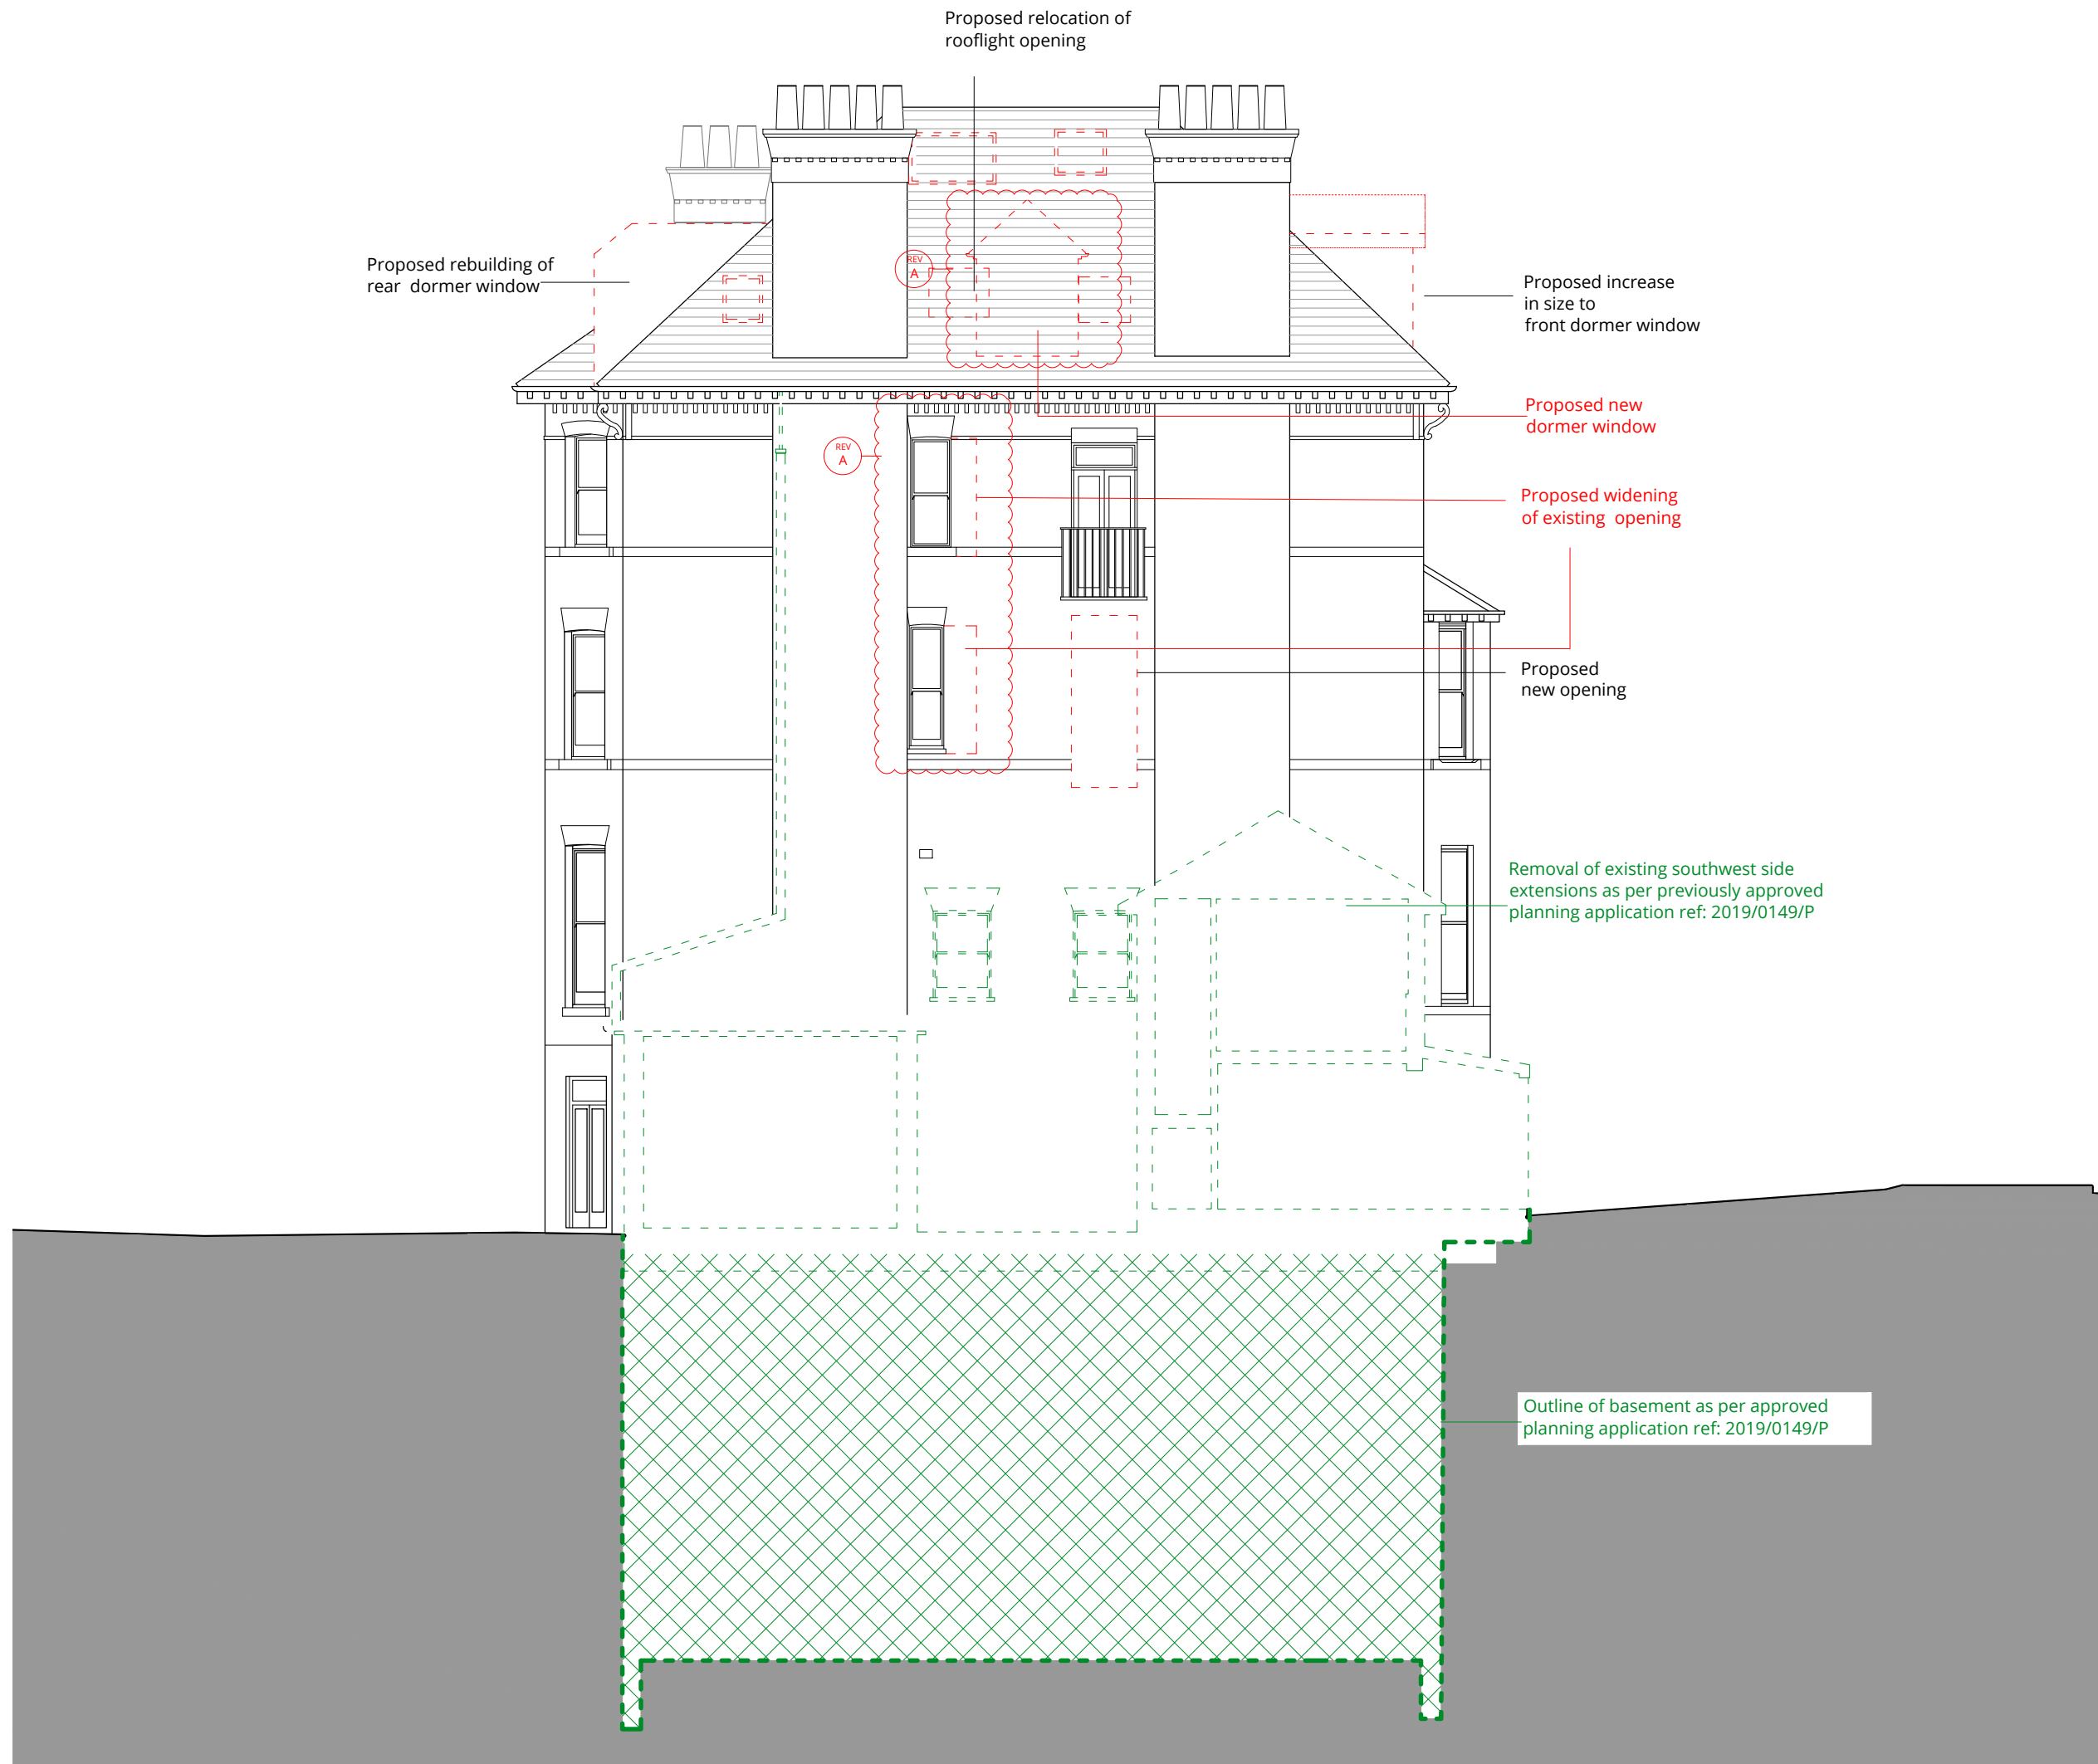 Proposed relocation of
rooflight opening
Proposed rebuilding of
rear dormer window
REV
A
Proposed increase
in size to
front dormer window
Proposed new
dormer window
REV
A
Proposed widening
of existing opening
Proposed
new opening
Removal of existing southwest side
extensions as per previously approved
planning application ref: 2019/0149/P
Outline of basement as per approved
planning application ref: 2019/0149/P